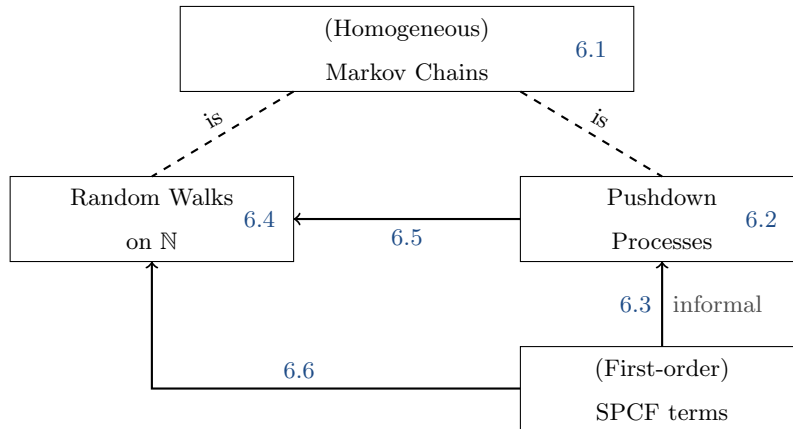 (Homogeneous)
Markov Chains
6.1
is
is
Random Walks
on ℕ
6.4
6.5
Pushdown
Processes
6.2
6.3 informal
6.6
(First-order)
SPCF terms